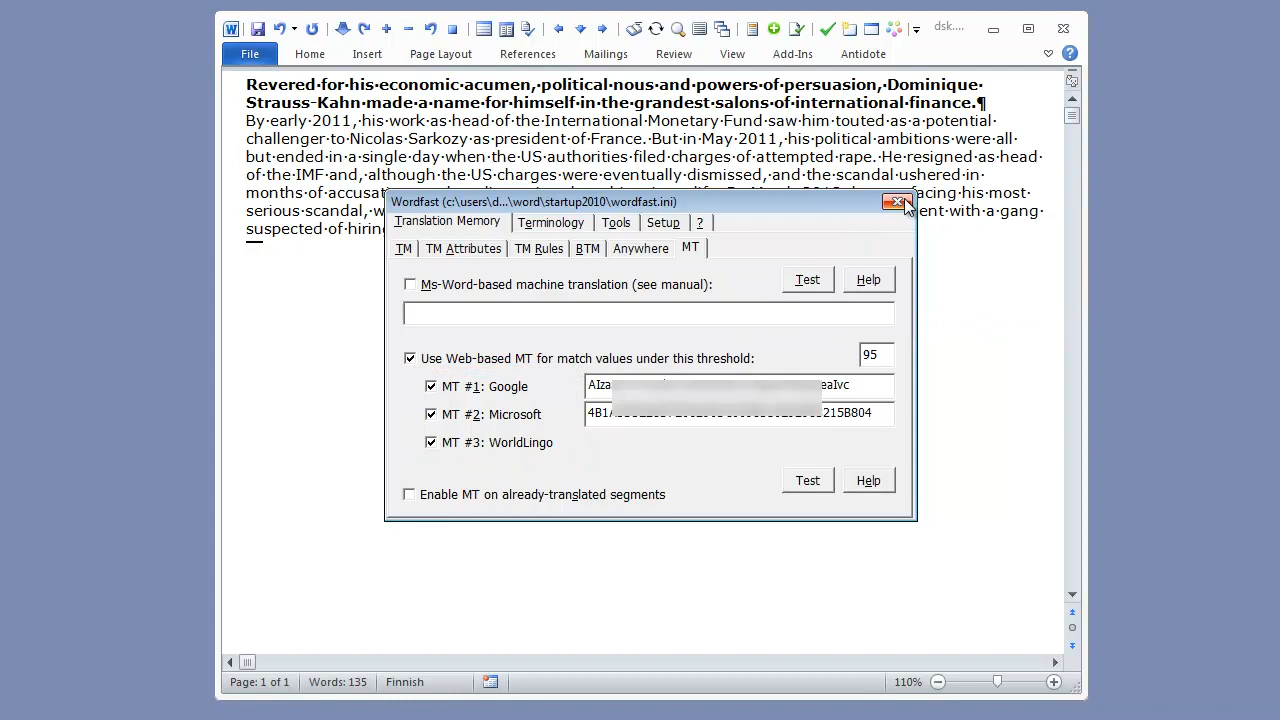 dsk....
File Home Insert Page Layout References Mailings Review View Add-Ins Antidote
Revered·for·his·economic·acumen,·political·nous·and·powers·of·persuasion,·Dominique·
Strauss-Kahn·made·a·name·for·himself·in·the·grandest·salons·of·international·finance.¶
By·early·2011,·his·work·as·head·of·the·International·Monetary·Fund·saw·him·touted·as·a·potential·
challenger·to·Nicolas·Sarkozy·as·president·of·France.·But·in·May·2011,·his·political·ambitions·were·all·
but·ended·in·a·single·day·when·the·US·authorities·filed·charges·of·attempted·rape.·He·resigned·as·head·
of·the·IMF·and,·although·the·US·charges·were·eventually·dismissed,·and·the·scandal·ushered·in·
months·of
facing·his·most·
serious·scandal,
with·a·gang·
suspected·of
Wordfast (c:\users\d...\word\startup2010\wordfast.ini)
Translation Memory Terminology Tools Setup ?
TM TM Attributes TM Rules BTM Anywhere MT
Ms-Word-based machine translation (see manual): Test Help
Use Web-based MT for match values under this threshold: 95
MT #1: Google
MT #2: Microsoft
MT #3: WorldLingo
Test Help
Enable MT on already-translated segments
Page: 1 of 1 Words: 135 Finnish 110%